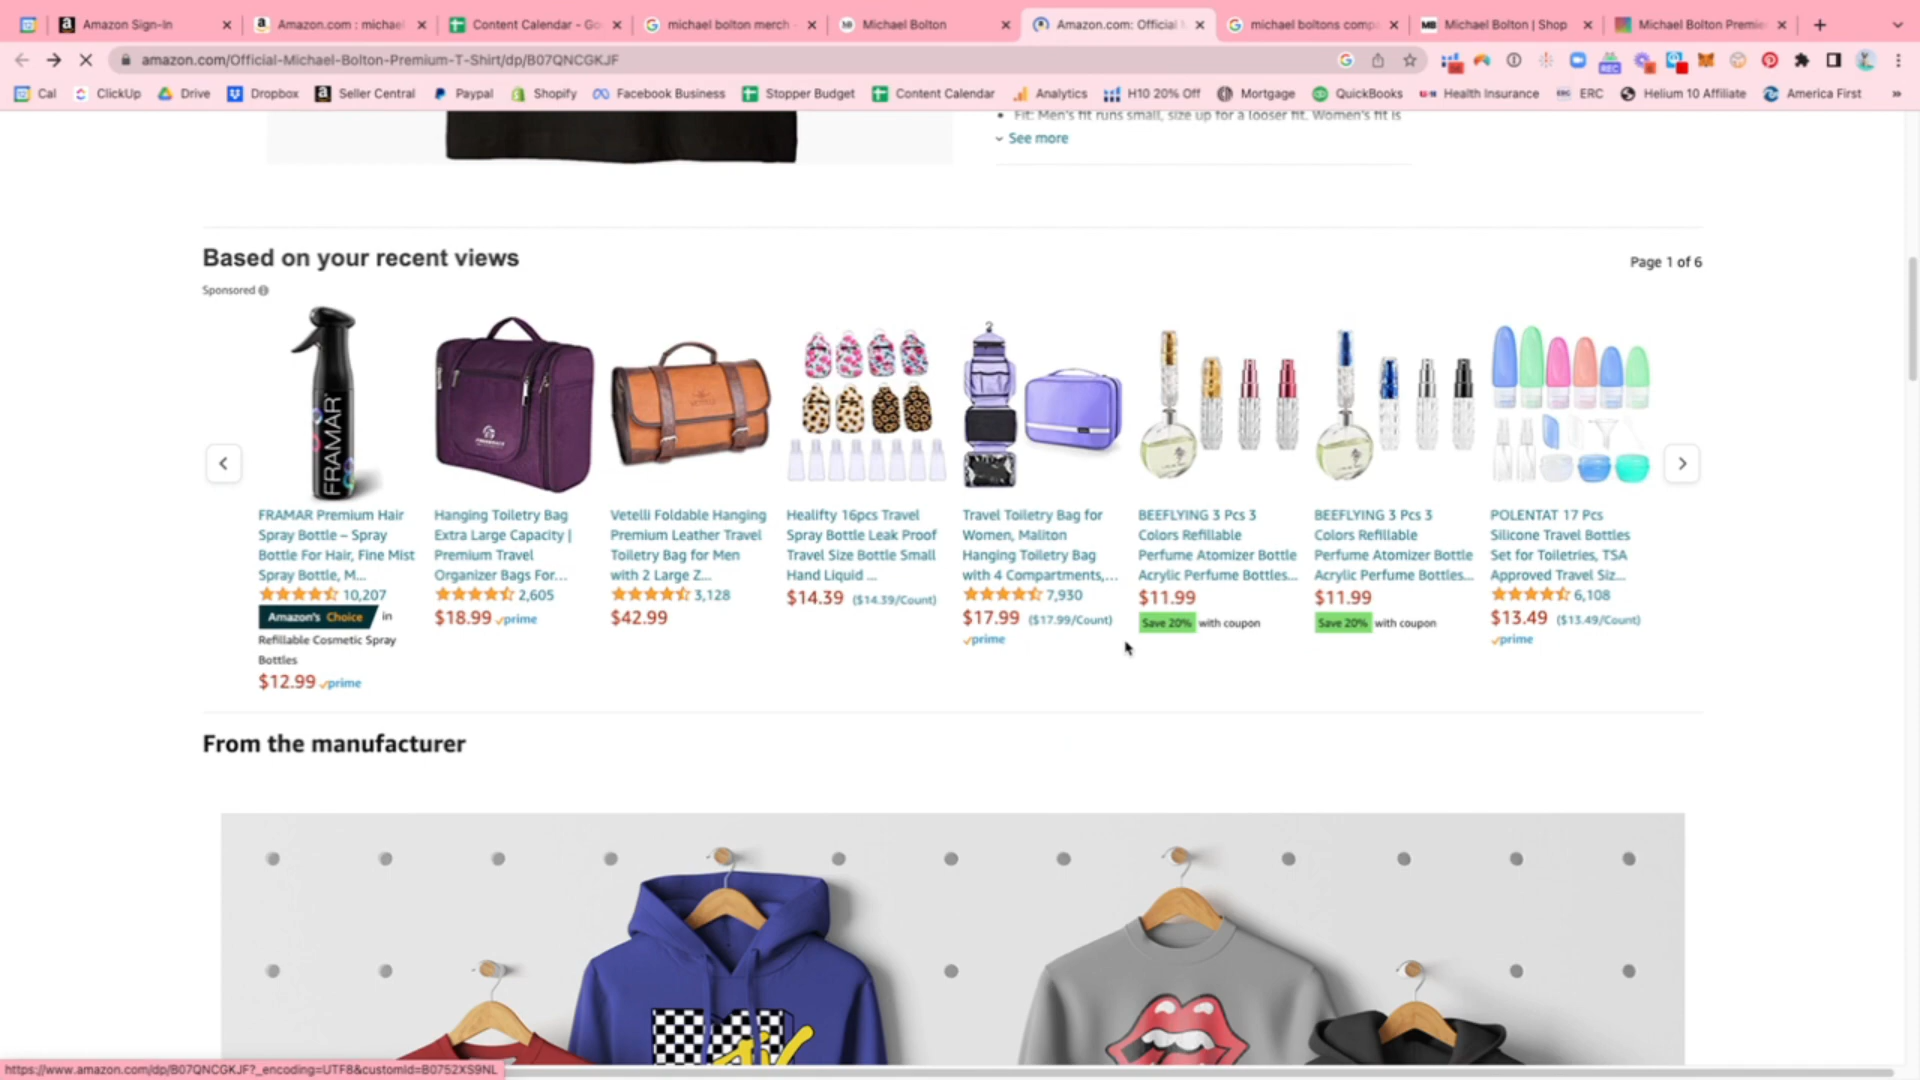 Amazon Sign-In
Amazon.com : michael
Content Calendar - Go
michael bolton merch -
Michael Bolton
Amazon.com: Official
michael boltons comp
MB Michael Bolton | Shop
Michael Bolton Premie
amazon.com/Official-Michael-Bolton-Premium-T-Shirt/dp/B07QNCGKJF
REC
Cal ClickUp Drive Dropbox Seller Central Paypal Shopify Facebook Business Stopper Budget Content Calendar Analytics H10 20% Off Mortgage QuickBooks Health Insurance ERC Helium 10 Affiliate America First »
Fit: Men's fit runs small, size up for a looser fit. Women's fit is
See more
Based on your recent views
Page 1 of 6
Sponsored
FRAMAR
FRAMAR Premium Hair
Spray Bottle – Spray
Bottle For Hair, Fine Mist
Spray Bottle, M...
10,207
Amazon's Choice in
Refillable Cosmetic Spray
Bottles
$12.99 prime
Hanging Toiletry Bag
Extra Large Capacity |
Premium Travel
Organizer Bags For...
2,605
$18.99 prime
Vetelli Foldable Hanging
Premium Leather Travel
Toiletry Bag for Men
with 2 Large Z...
3,128
$42.99
Healifty 16pcs Travel
Spray Bottle Leak Proof
Travel Size Bottle Small
Hand Liquid ...
$14.39 ($14.39/Count)
Travel Toiletry Bag for
Women, Maliton
Hanging Toiletry Bag
with 4 Compartments,...
7,930
$17.99 ($17.99/Count)
prime
BEEFLYING 3 Pcs 3
Colors Refillable
Perfume Atomizer Bottle
Acrylic Perfume Bottles...
$11.99
Save 20% with coupon
BEEFLYING 3 Pcs 3
Colors Refillable
Perfume Atomizer Bottle
Acrylic Perfume Bottles...
$11.99
Save 20% with coupon
POLENTAT 17 Pcs
Silicone Travel Bottles
Set for Toiletries, TSA
Approved Travel Siz...
6,108
$13.49 ($13.49/Count)
prime
From the manufacturer
https://www.amazon.com/dp/B07QNCGKJF?_encoding=UTF8&customId=B0752XS9NL